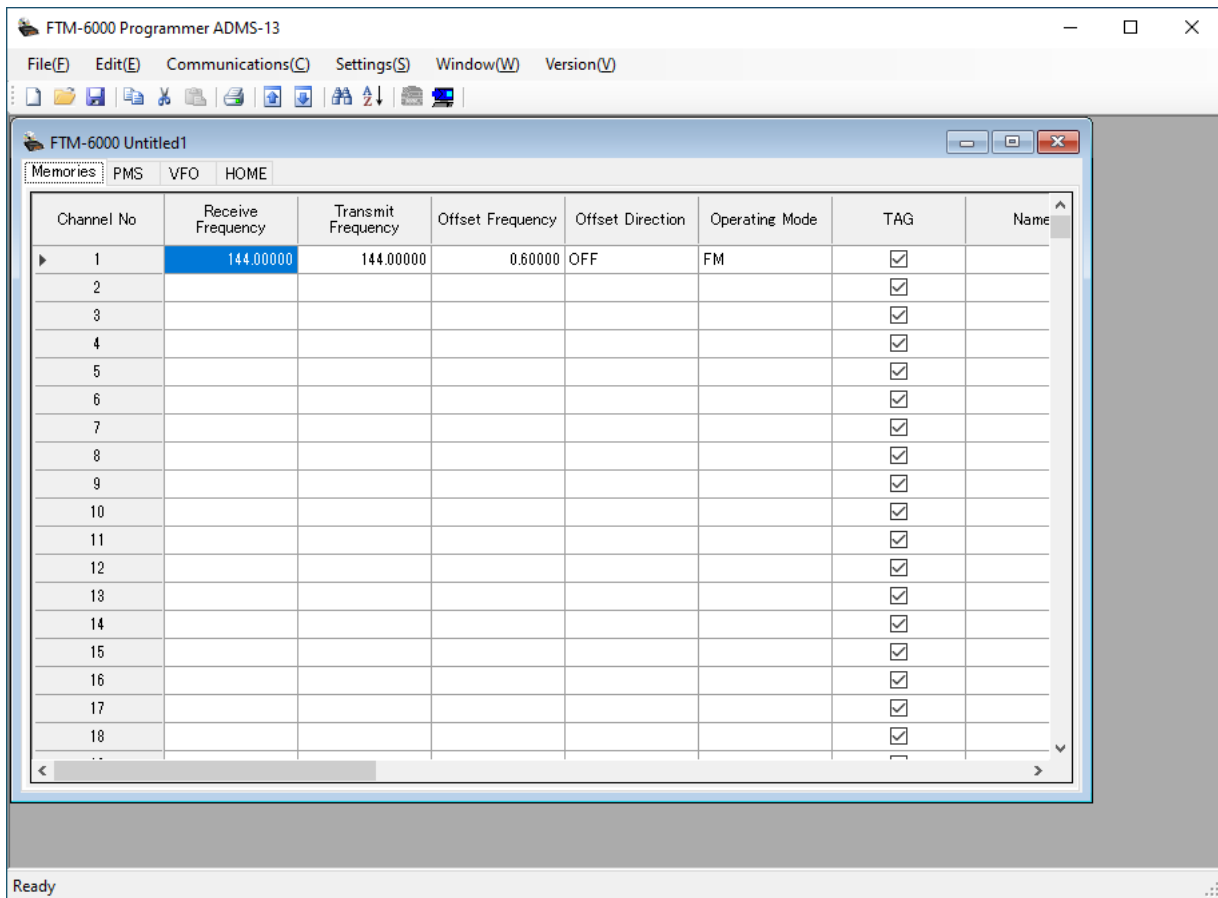 FTM-6000 Programmer ADMS-13
File(F) Edit(E) Communications(C) Settings(S) Window(W) Version(V)
FTM-6000 Untitled1
Memories PMS VFO HOME
Channel No Receive Frequency Transmit Frequency Offset Frequency Offset Direction Operating Mode TAG Name
1 144.00000 144.00000 0.60000 OFF FM
2
3
4
5
6
7
8
9
10
11
12
13
14
15
16
17
18
Ready